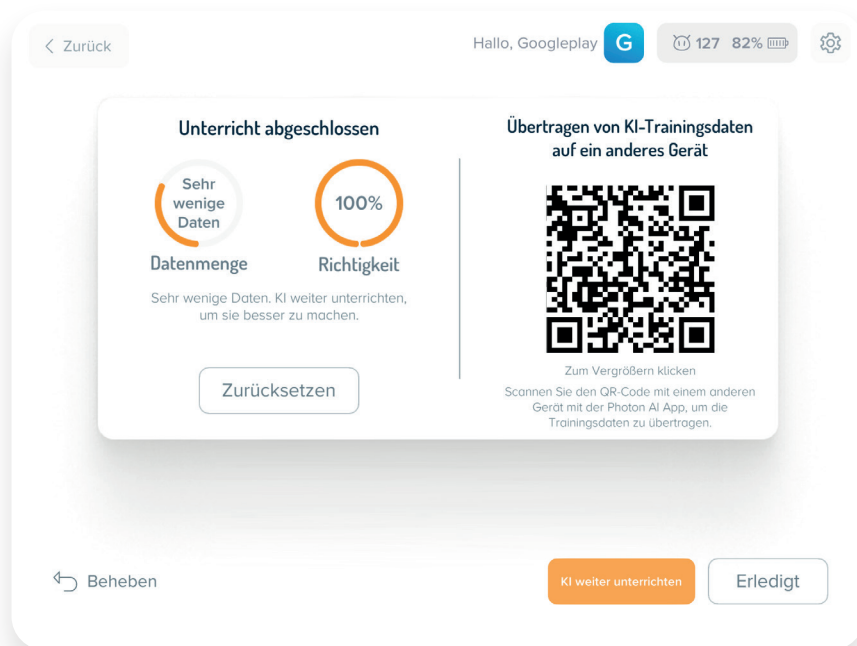 Zurück
Hallo, Googleplay G 127 82%
Unterricht abgeschlossen
Sehr
wenige
Daten
100%
Datenmenge
Richtigkeit
Sehr wenige Daten. KI weiter unterrichten,
um sie besser zu machen.
Zurücksetzen
Übertragen von KI-Trainingsdaten
auf ein anderes Gerät
Zum Vergrößern klicken
Scannen Sie den QR-Code mit einem anderen
Gerät mit der Photon AI App, um die
Trainingsdaten zu übertragen.
Beheben
KI weiter unterrichten
Erledigt